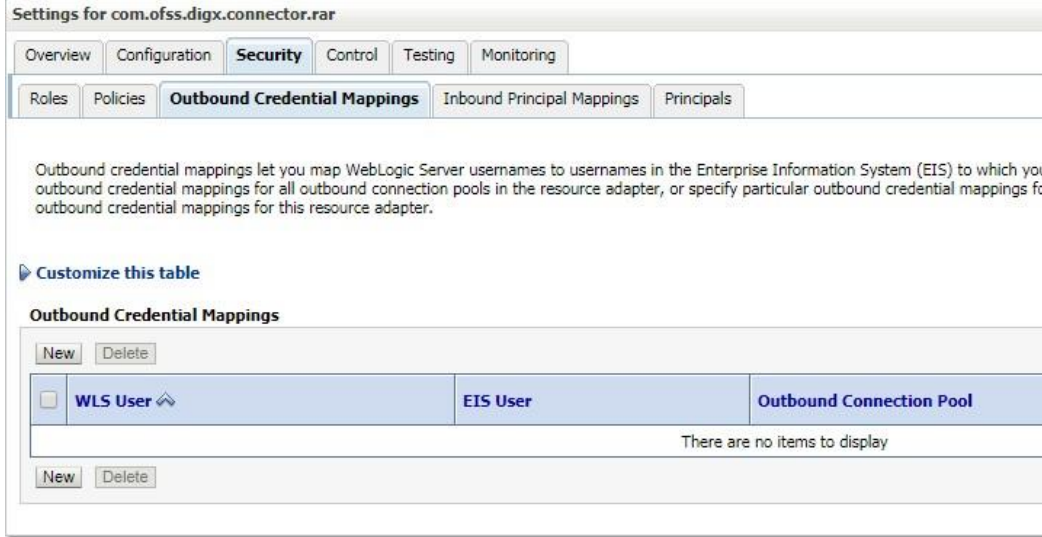 Settings for com.ofss.digx.connector.rar
Overview Configuration Security Control Testing Monitoring
Roles Policies Outbound Credential Mappings Inbound Principal Mappings Principals
Outbound credential mappings let you map WebLogic Server usernames to usernames in the Enterprise Information System (EIS) to which you
outbound credential mappings for all outbound connection pools in the resource adapter, or specify particular outbound credential mappings fo
outbound credential mappings for this resource adapter.
Customize this table
Outbound Credential Mappings
New Delete
WLS User EIS User Outbound Connection Pool
There are no items to display
New Delete